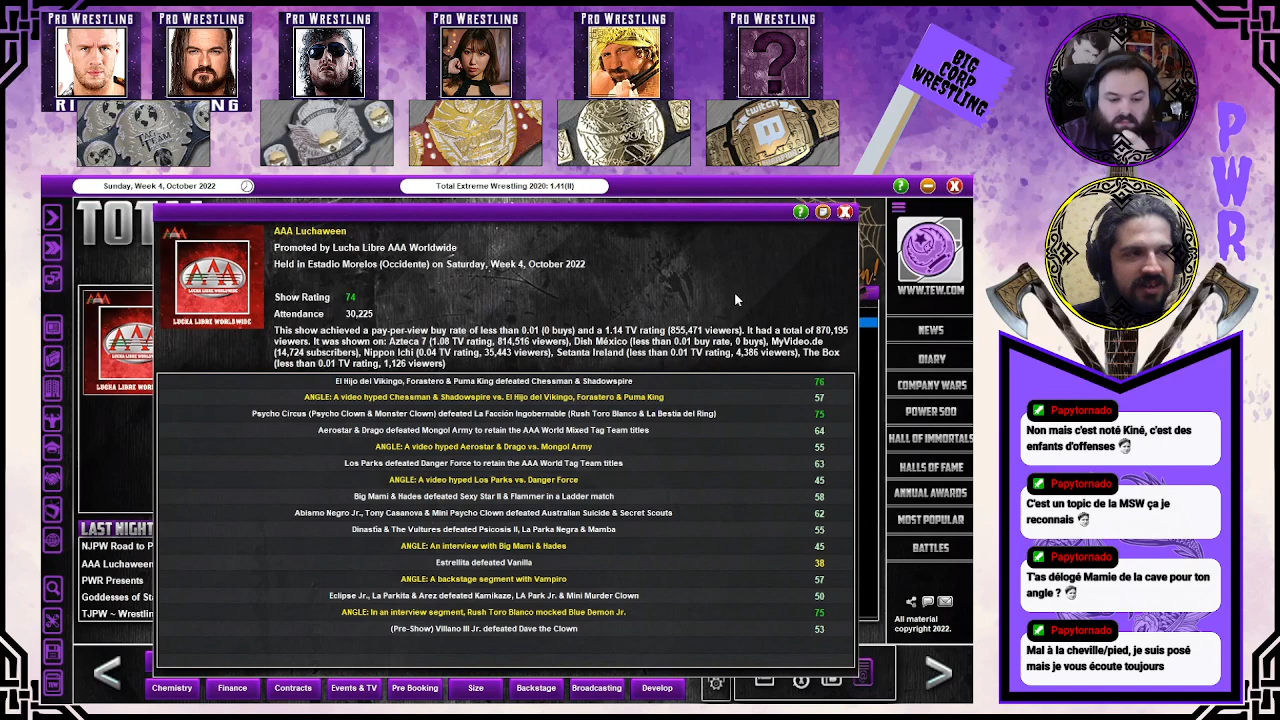 PRO WRESTLING PRO WRESTLING PRO WRESTLING PRO WRESTLING PRO WRESTLING PRO WRESTLING
BIG
CORP
WRESTLING
TAG
TEAM
twitch
PWR
Sunday, Week 4, October 2022
Total Extreme Wrestling 2020: 1.41(II)
AAA Luchaween
Promoted by Lucha Libre AAA Worldwide
Held in Estadio Morelos (Occidente) on Saturday, Week 4, October 2022
AAA
LUCHA LIBRE WORLDWIDE
Show Rating 74
Attendance 30,225
This show achieved a pay-per-view buy rate of less than 0.01 (0 buys) and a 1.14 TV rating (855,471 viewers). It had a total of 870,195
viewers. It was shown on: Azteca 7 (1.08 TV rating, 814,516 viewers), Dish México (less than 0.01 buy rate, 0 buys), MyVideo.de
(14,724 subscribers), Nippon Ichi (0.04 TV rating, 35,443 viewers), Setanta Ireland (less than 0.01 TV rating, 4,386 viewers), The Box
(less than 0.01 TV rating, 1,126 viewers)
El Hijo del Vikingo, Forastero & Puma King defeated Chessman & Shadowspire 76
ANGLE: A video hyped Chessman & Shadowspire vs. El Hijo del Vikingo, Forastero & Puma King 57
Psycho Circus (Psycho Clown & Monster Clown) defeated La Facción Ingobernable (Rush Toro Blanco & La Bestia del Ring) 75
Aerostar & Drago defeated Mongol Army to retain the AAA World Mixed Tag Team titles 64
ANGLE: A video hyped Aerostar & Drago vs. Mongol Army 55
Los Parks defeated Danger Force to retain the AAA World Tag Team titles 63
ANGLE: A video hyped Los Parks vs. Danger Force 45
Big Mami & Hades defeated Sexy Star II & Flammer in a Ladder match 58
Abismo Negro Jr., Tony Casanova & Mini Psycho Clown defeated Australian Suicide & Secret Scouts 62
Dinastía & The Vultures defeated Psicosis II, La Parka Negra & Mamba 55
ANGLE: An interview with Big Mami & Hades 45
Estrellita defeated Vanilla 38
ANGLE: A backstage segment with Vampiro 57
Eclipse Jr., La Parkita & Arez defeated Kamikaze, LA Park Jr. & Mini Murder Clown 50
ANGLE: In an interview segment, Rush Toro Blanco mocked Blue Demon Jr. 75
(Pre-Show) Villano III Jr. defeated Dave the Clown 53
LAST NIGHT
NJPW Road to P
AAA Luchaween
PWR Presents
Goddesses of St
TJPW ~ Wrestlin
Chemistry Finance Contracts Events & TV Pre Booking Size Backstage Broadcasting Develop
WWW.TEW.COM
NEWS
DIARY
COMPANY WARS
POWER 500
HALL OF IMMORTALS
HALLS OF FAME
ANNUAL AWARDS
MOST POPULAR
BATTLES
All material
copyright 2022.
Papytornado
Non mais c'est noté Kiné, c'est des
enfants d'offenses
Papytornado
C'est un topic de la MSW ça je
reconnais
Papytornado
T'as délogé Mamie de la cave pour ton
angle ?
Papytornado
Mal à la cheville/pied, je suis posé
mais je vous écoute toujours